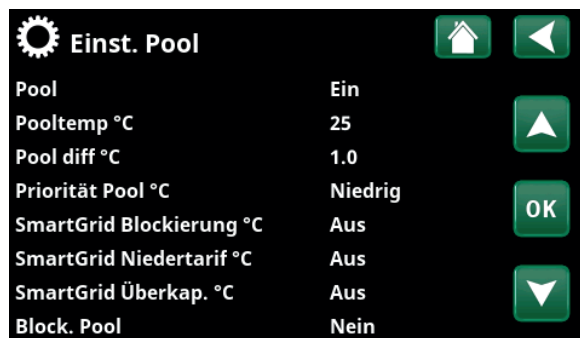 Einst. Pool
Pool Ein
Pooltemp °C 25
Pool diff °C 1.0
Priorität Pool °C Niedrig
SmartGrid Blockierung °C Aus
OK
SmartGrid Niedertarif °C Aus
SmartGrid Überkap. °C Aus
Block. Pool Nein